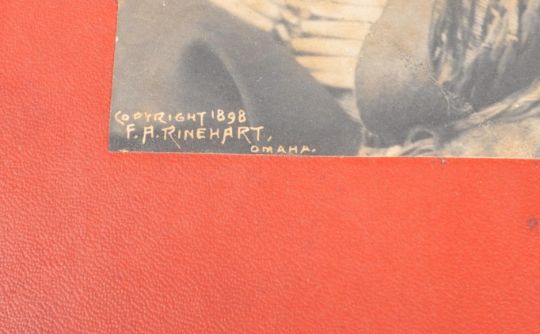 COPYRIGHT 1898
F. A. RINEHART,
OMAHA.